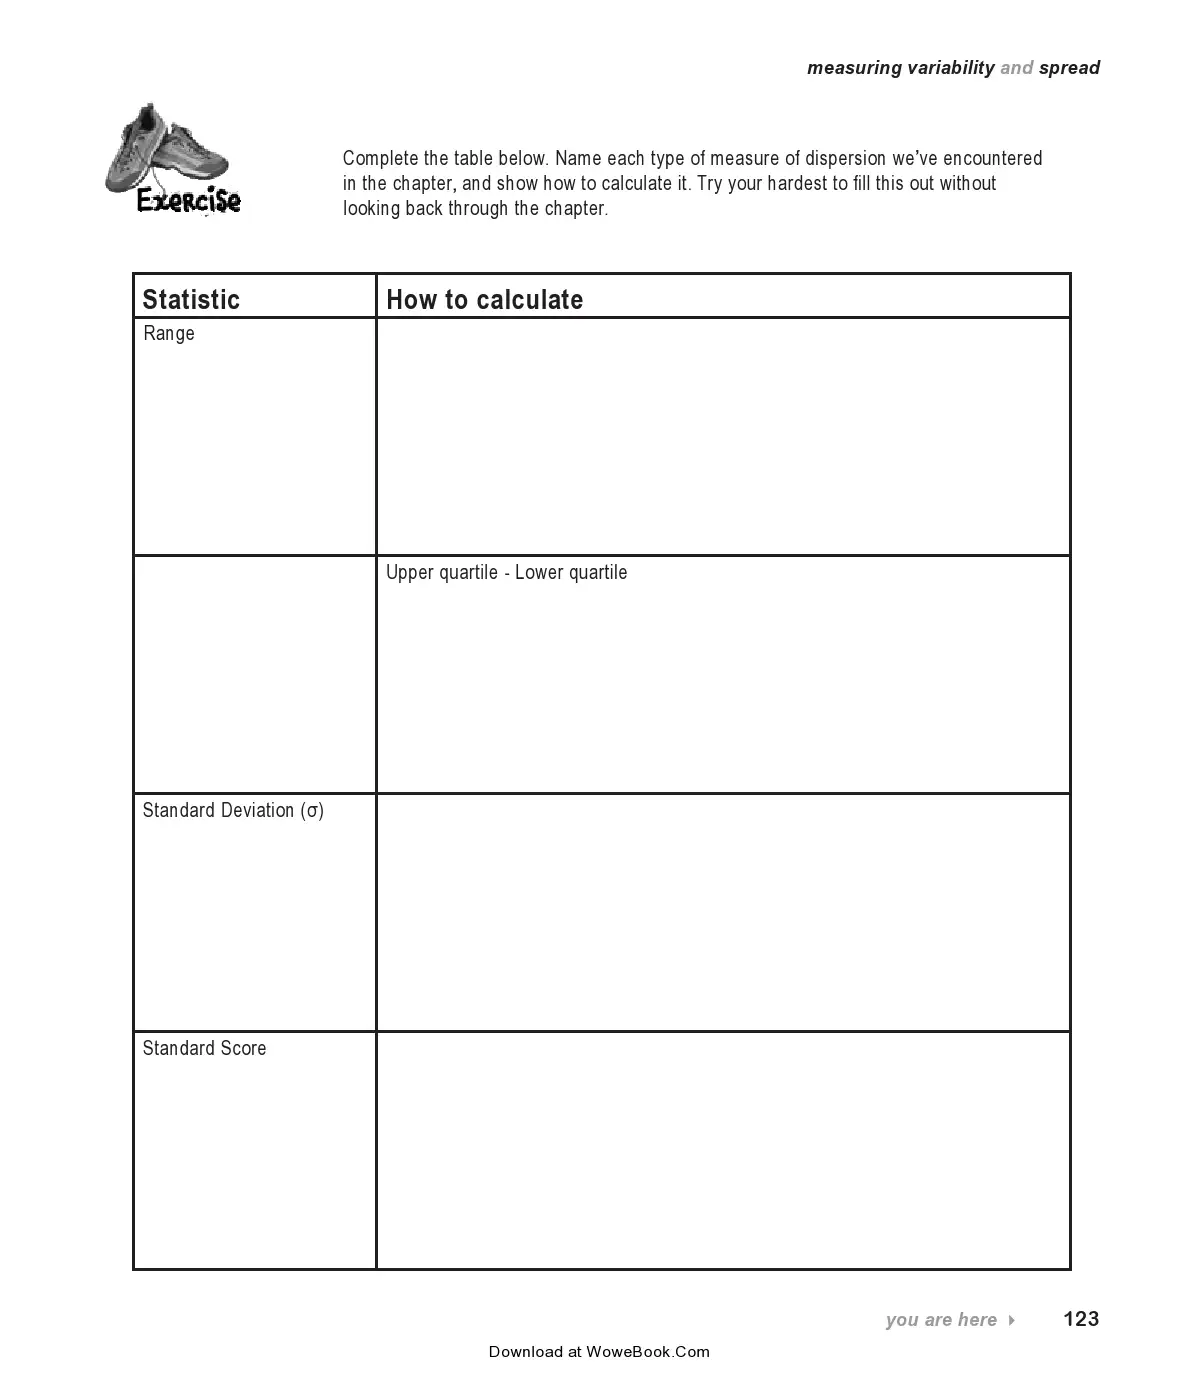 measuring variability and spread
Exercise
Complete the table below. Name each type of measure of dispersion we’ve encountered
in the chapter, and show how to calculate it. Try your hardest to fill this out without
looking back through the chapter.
Statistic How to calculate
Range
Upper quartile - Lower quartile
Standard Deviation (σ)
Standard Score
you are here 123
Download at WoweBook.Com